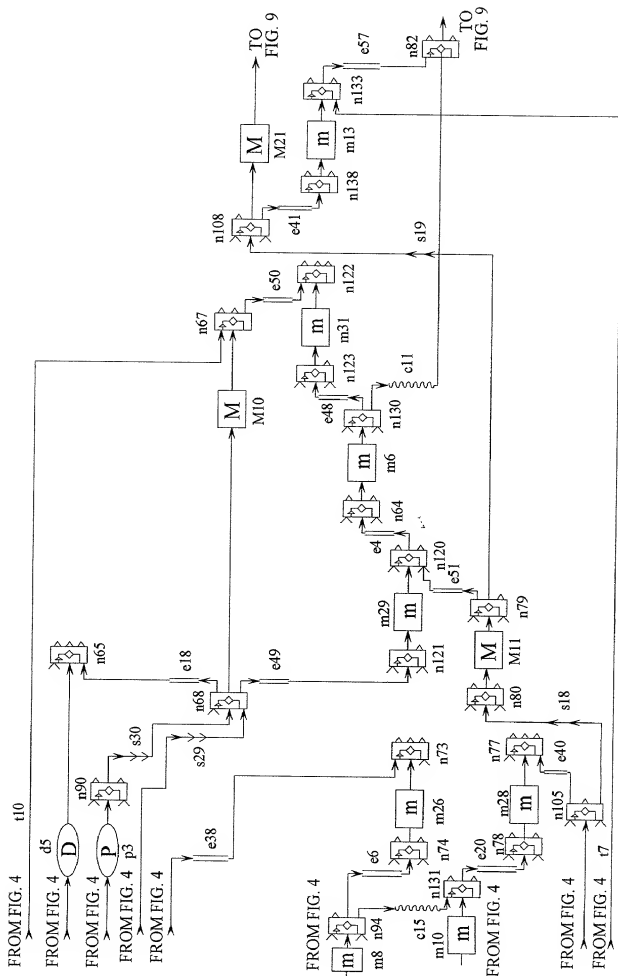 FROM FIG. 4
t10
FROM FIG. 4
d5
D
FROM FIG. 4
P
p3
n90
s30
FROM FIG. 4
s29
FROM FIG. 4
e38
n65
e18
n68
M
M10
n67
e50
n122
e49
n121
m
m29
n120
e4
n64
m
m6
n130
e48
n123
m
m31
c11
n108
M
M21
TO
FIG. 9
e41
n138
m
m13
n133
e57
n82
TO
FIG. 9
s19
e51
n79
M
M11
n80
s18
n73
m
m26
n74
e6
n94
m
m8
FROM FIG. 4
c15
n131
m
m10
FROM FIG. 4
e20
n78
m
m28
n77
e40
n105
FROM FIG. 4
FROM FIG. 4
t7